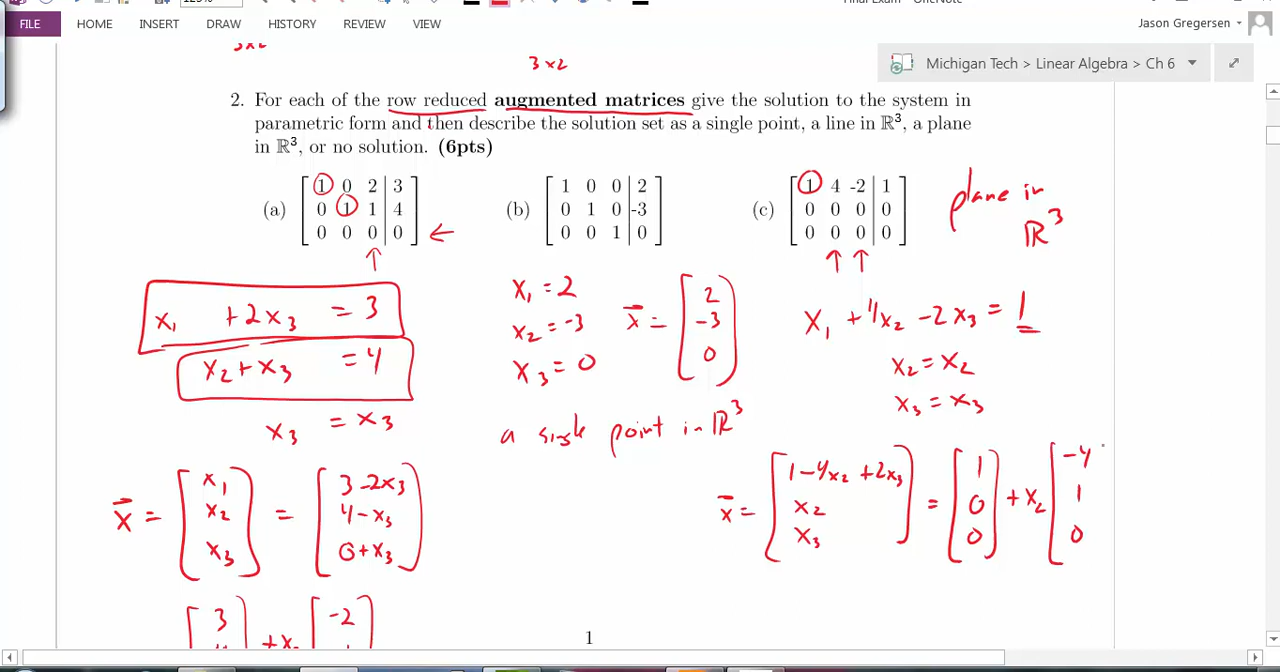 FILE HOME INSERT DRAW HISTORY REVIEW VIEW
Jason Gregersen
Michigan Tech > Linear Algebra > Ch 6
3x2
3x2
2. For each of the row reduced augmented matrices give the solution to the system in
parametric form and then describe the solution set as a single point, a line in ℝ³, a plane
in ℝ³, or no solution. (6pts)
(a) [1 0 2 | 3
0 1 1 | 4
0 0 0 | 0] ←
↑
(b) [1 0 0 | 2
0 1 0 | -3
0 0 1 | 0]
(c) [1 4 -2 | 1
0 0 0 | 0
0 0 0 | 0]
↑ ↑
plane in
ℝ³
x₁ +2x₃ = 3
x₂+x₃ = 4
x₃ = x₃
x⃗ = [x₁
x₂
x₃] = [3-2x₃
4-x₃
0+x₃]
[3 +x [-2
x₁ = 2
x₂ = -3
x₃ = 0
x⃗ = [2
-3
0]
a single point in ℝ³
x₁ +4x₂ -2x₃ = 1
x₂ = x₂
x₃ = x₃
x⃗ = [1-4x₂+2x₃
x₂
x₃] = [1
0
0] +x₂ [-4
1
0
1